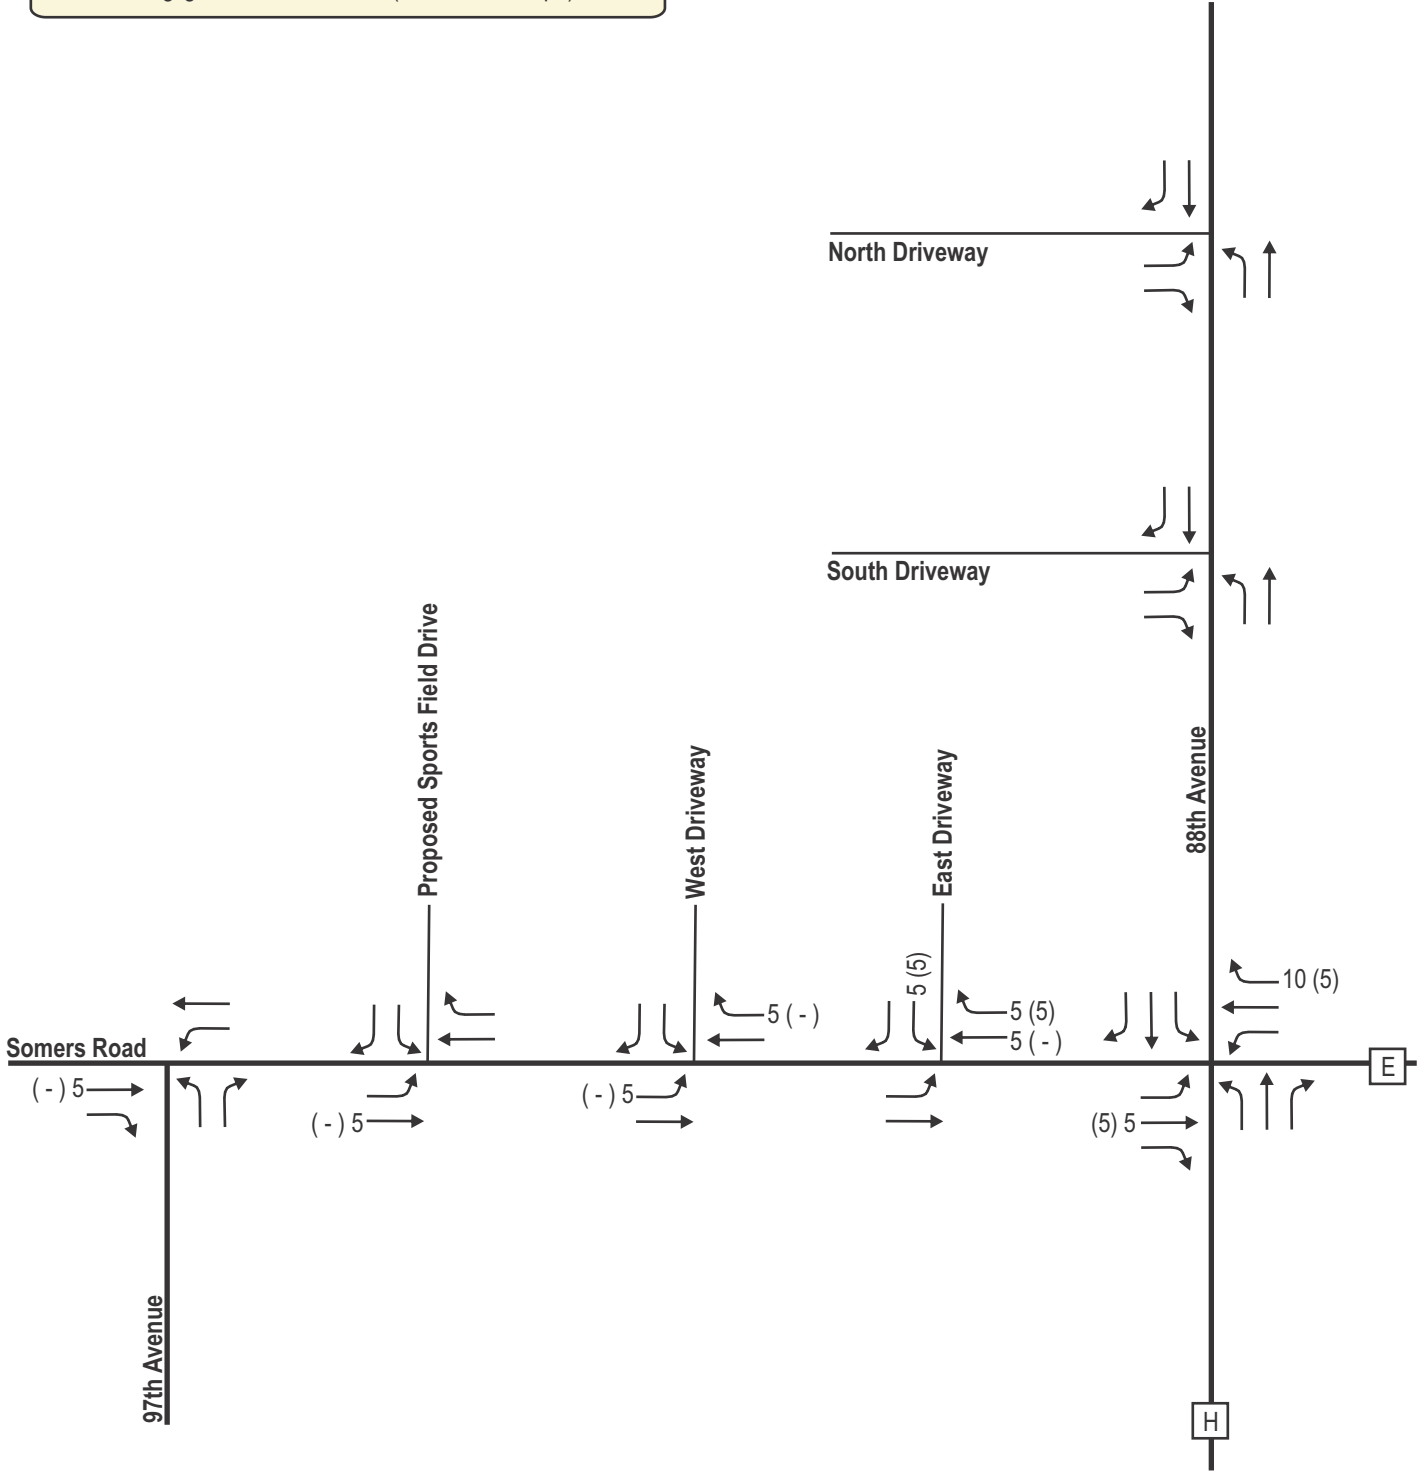 North Driveway
South Driveway
Proposed Sports Field Drive
West Driveway
East Driveway
88th Avenue
5 (5)
10 (5)
5 ( - )
5 (5)
5 ( - )
Somers Road
E
( - ) 5
( - ) 5
( - ) 5
(5) 5
97th Avenue
H